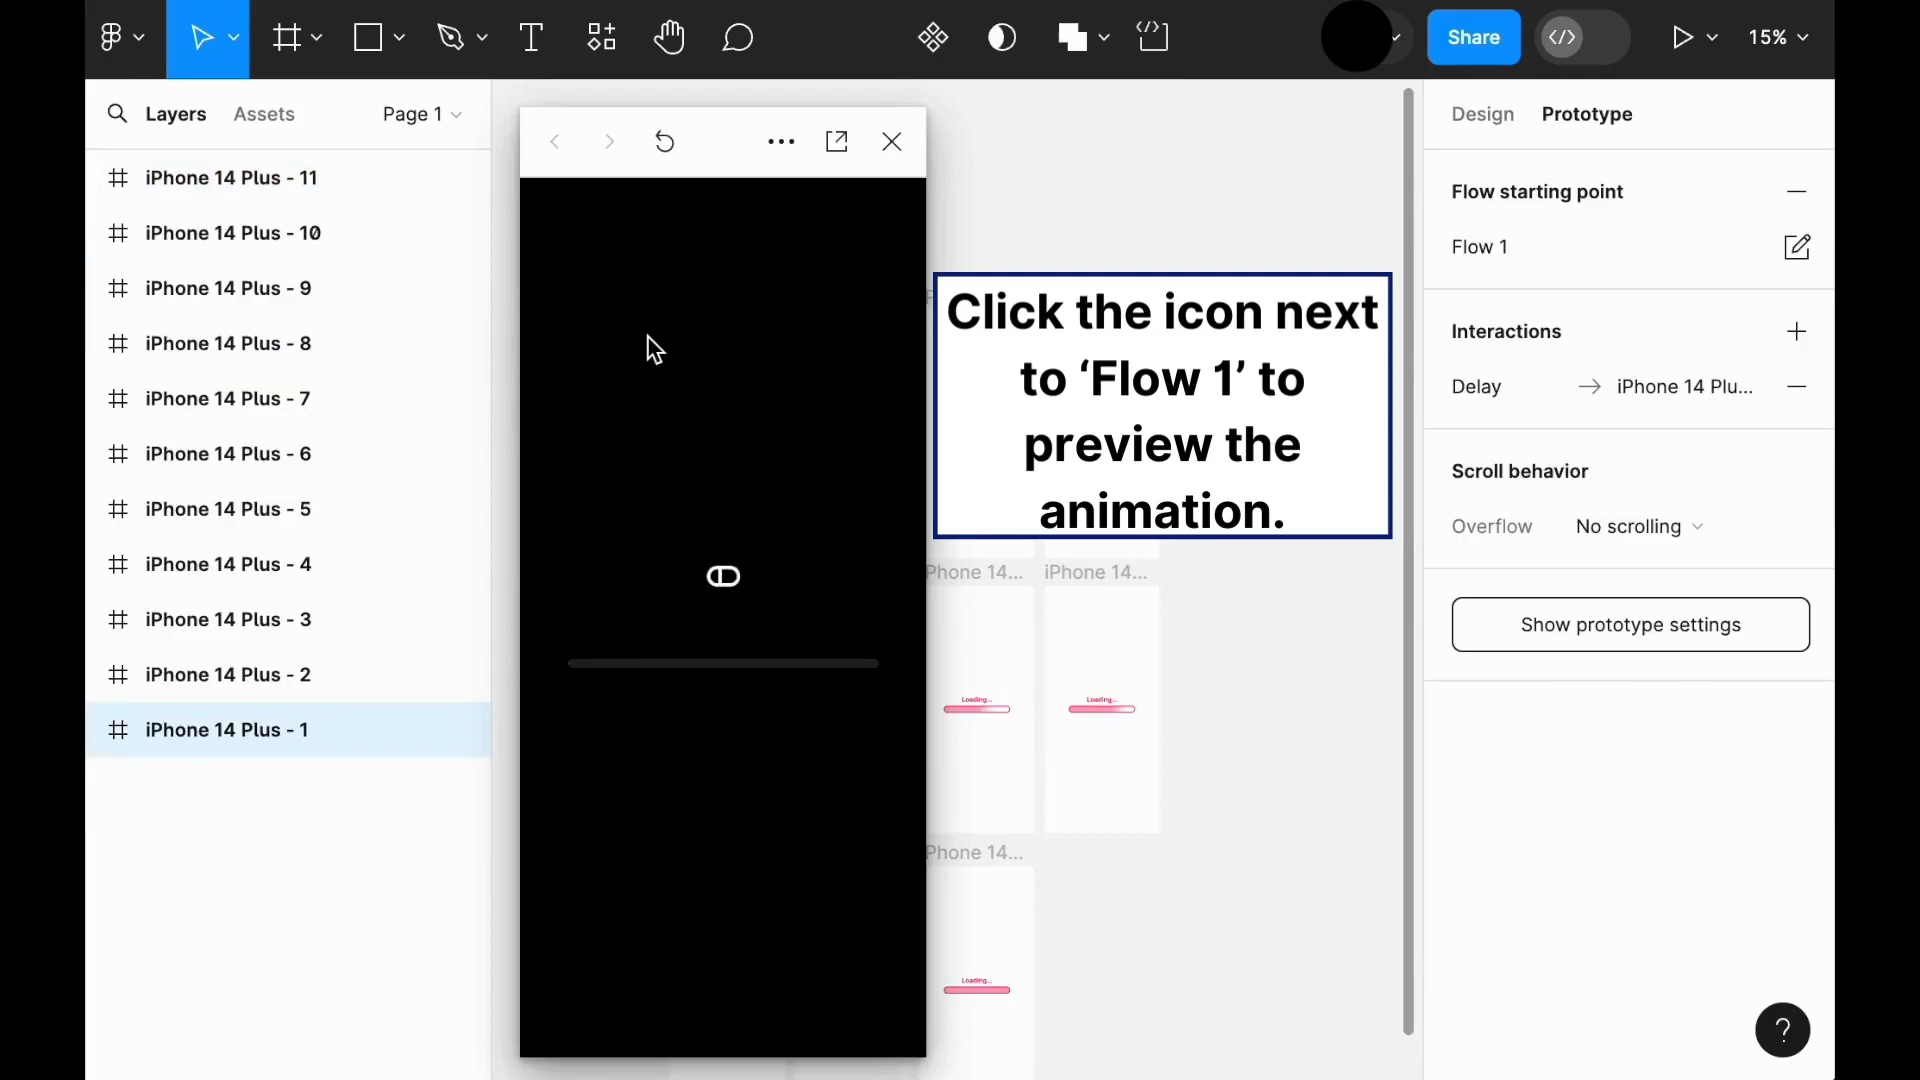 Share
15%
Layers
Assets
Page 1
iPhone 14 Plus - 11
iPhone 14 Plus - 10
iPhone 14 Plus - 9
iPhone 14 Plus - 8
iPhone 14 Plus - 7
iPhone 14 Plus - 6
iPhone 14 Plus - 5
iPhone 14 Plus - 4
iPhone 14 Plus - 3
iPhone 14 Plus - 2
iPhone 14 Plus - 1
Click the icon next
to ‘Flow 1’ to
preview the
animation.
Phone 14...
iPhone 14...
Loading...
Loading...
Phone 14...
Loading...
Design
Prototype
Flow starting point
Flow 1
Interactions
Delay
iPhone 14 Plu...
Scroll behavior
Overflow
No scrolling
Show prototype settings
?